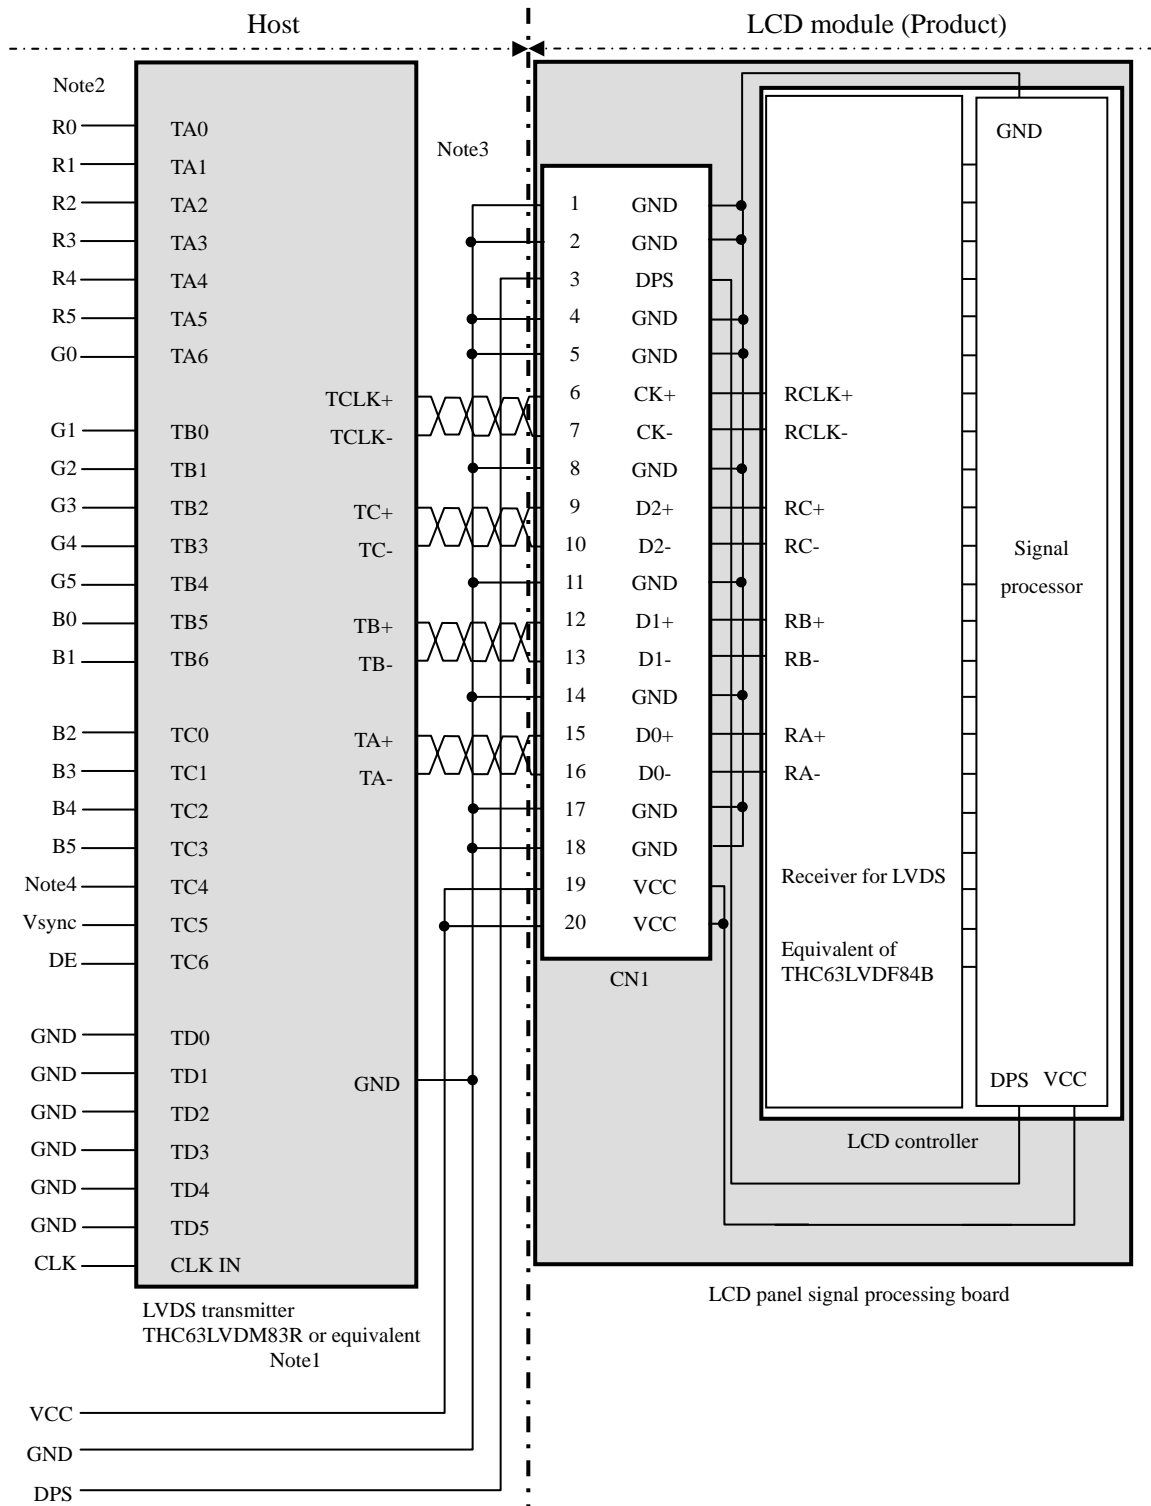 Host
LCD module (Product)
Note2
R0 TA0
R1 TA1
R2 TA2
R3 TA3
R4 TA4
R5 TA5
G0 TA6
G1 TB0
G2 TB1
G3 TB2
G4 TB3
G5 TB4
B0 TB5
B1 TB6
B2 TC0
B3 TC1
B4 TC2
B5 TC3
Note4 TC4
Vsync TC5
DE TC6
GND TD0
GND TD1
GND TD2
GND TD3
GND TD4
GND TD5
CLK CLK IN
TCLK+
TCLK-
TC+
TC-
TB+
TB-
TA+
TA-
GND
LVDS transmitter
THC63LVDM83R or equivalent
Note1
VCC
GND
DPS
Note3
1 GND
2 GND
3 DPS
4 GND
5 GND
6 CK+
7 CK-
8 GND
9 D2+
10 D2-
11 GND
12 D1+
13 D1-
14 GND
15 D0+
16 D0-
17 GND
18 GND
19 VCC
20 VCC
CN1
RCLK+
RCLK-
RC+
RC-
RB+
RB-
RA+
RA-
Receiver for LVDS
Equivalent of
THC63LVDF84B
GND
Signal
processor
DPS VCC
LCD controller
LCD panel signal processing board